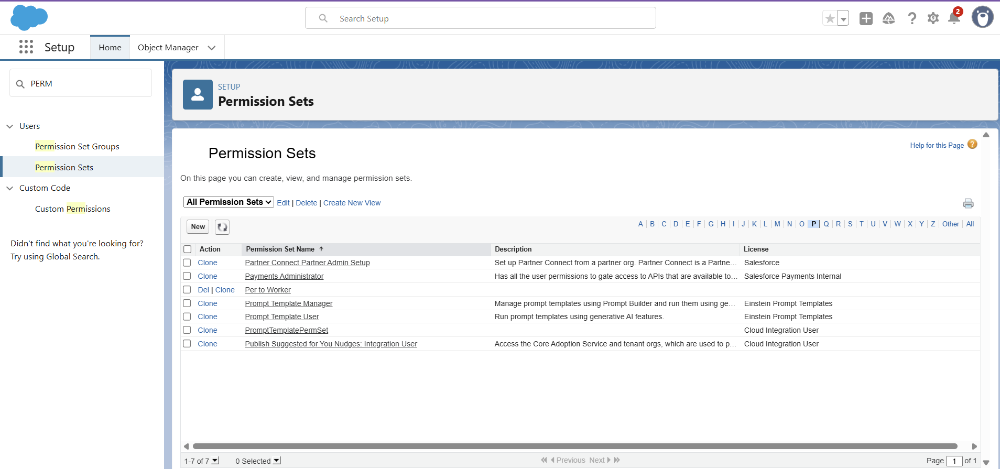 Search Setup
2
Setup
Home
Object Manager
PERM
Users
Permission Set Groups
Permission Sets
Custom Code
Custom Permissions
Didn't find what you're looking for?
Try using Global Search.
SETUP
Permission Sets
Permission Sets
Help for this Page ?
On this page you can create, view, and manage permission sets.
All Permission Sets Edit | Delete | Create New View
New
A | B | C | D | E | F | G | H | I | J | K | L | M | N | O | P | Q | R | S | T | U | V | W | X | Y | Z | Other | All
Action Permission Set Name Description License
Clone Partner Connect Partner Admin Setup Set up Partner Connect from a partner org. Partner Connect is a Partne... Salesforce
Clone Payments Administrator Has all the user permissions to gate access to APIs that are available to... Salesforce Payments Internal
Del | Clone Per to Worker
Clone Prompt Template Manager Manage prompt templates using Prompt Builder and run them using ge... Einstein Prompt Templates
Clone Prompt Template User Run prompt templates using generative AI features. Einstein Prompt Templates
Clone PromptTemplatePermSet Cloud Integration User
Clone Publish Suggested for You Nudges: Integration User Access the Core Adoption Service and tenant orgs, which are used to p... Cloud Integration User
1-7 of 7 0 Selected Previous Next Page 1 of 1